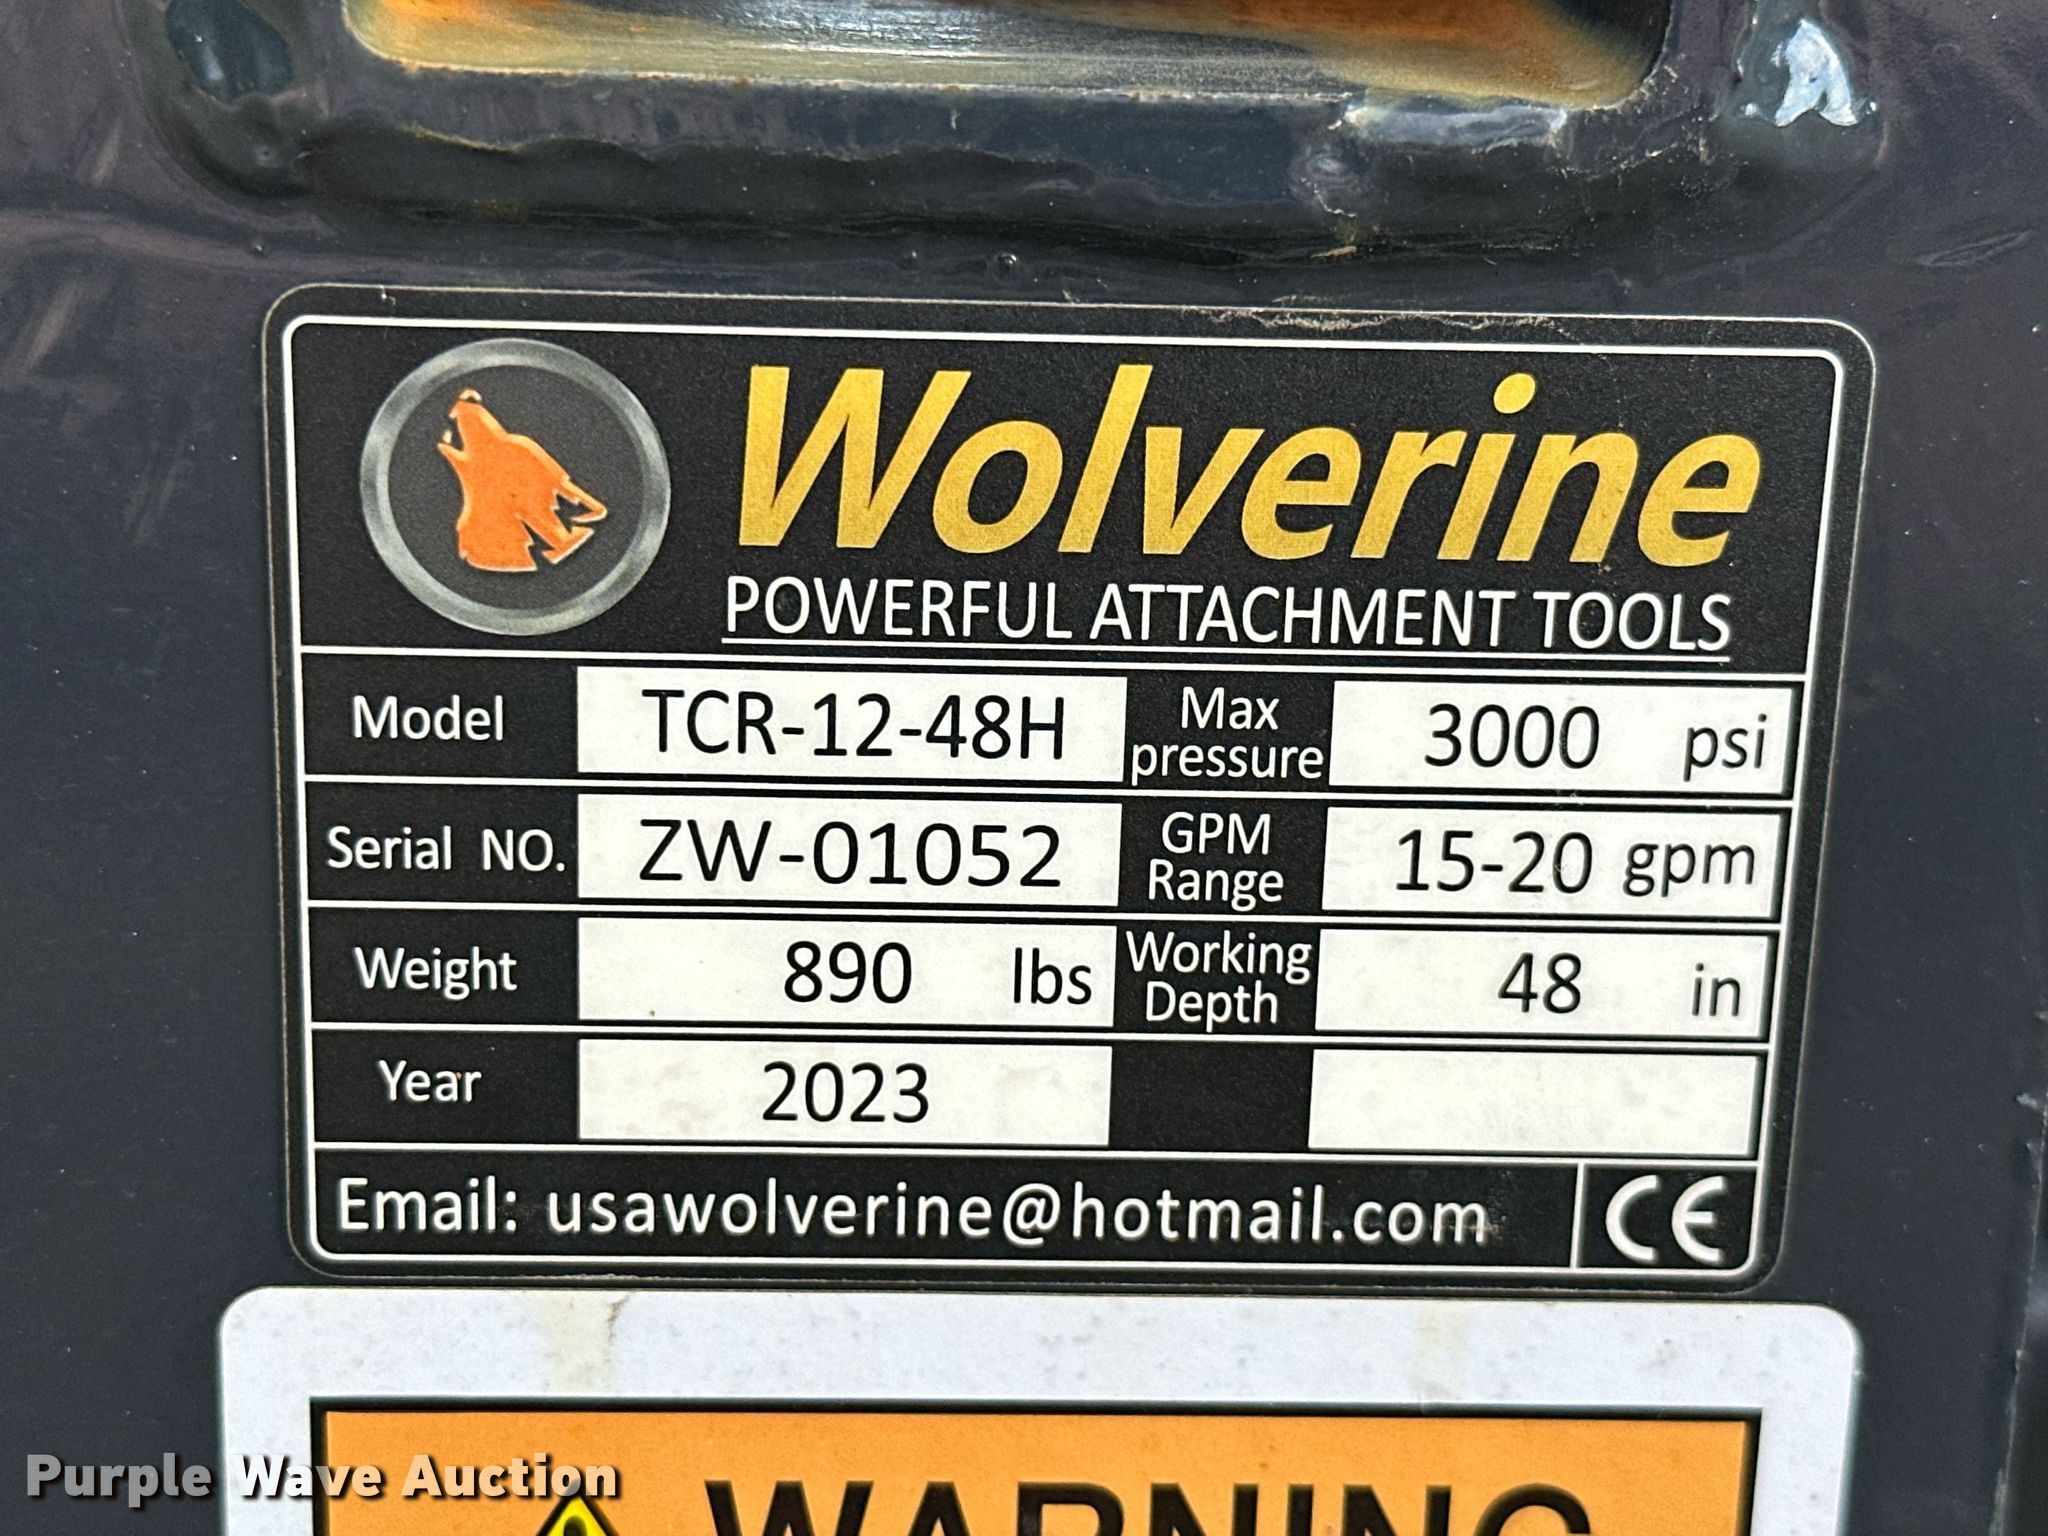 Wolverine
POWERFUL ATTACHMENT TOOLS
Model TCR-12-48H Max pressure 3000 psi
Serial NO. ZW-01052 GPM Range 15-20 gpm
Weight 890 lbs Working Depth 48 in
Year 2023
Email: usawolverine@hotmail.com CE
WARNING
Purple Wave Auction